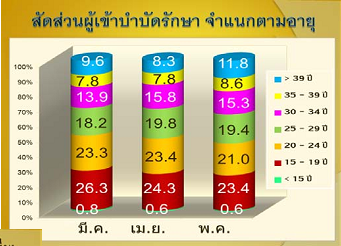 สัดส่วนผู้เข้าบำบัดรักษา จำแนกตามอายุ
100%
90%
80%
70%
60%
50%
40%
30%
20%
10%
0%
9.6 8.3 11.8
7.8 7.8 8.6
13.9 15.8 15.3
18.2 19.8 19.4
23.3 23.4 21.0
26.3 24.3 23.4
0.8 0.6 0.6
มี.ค. เม.ย. พ.ค.
> 39 ปี
35 - 39 ปี
30 - 34 ปี
25 - 29 ปี
20 - 24 ปี
15 - 19 ปี
< 15 ปี